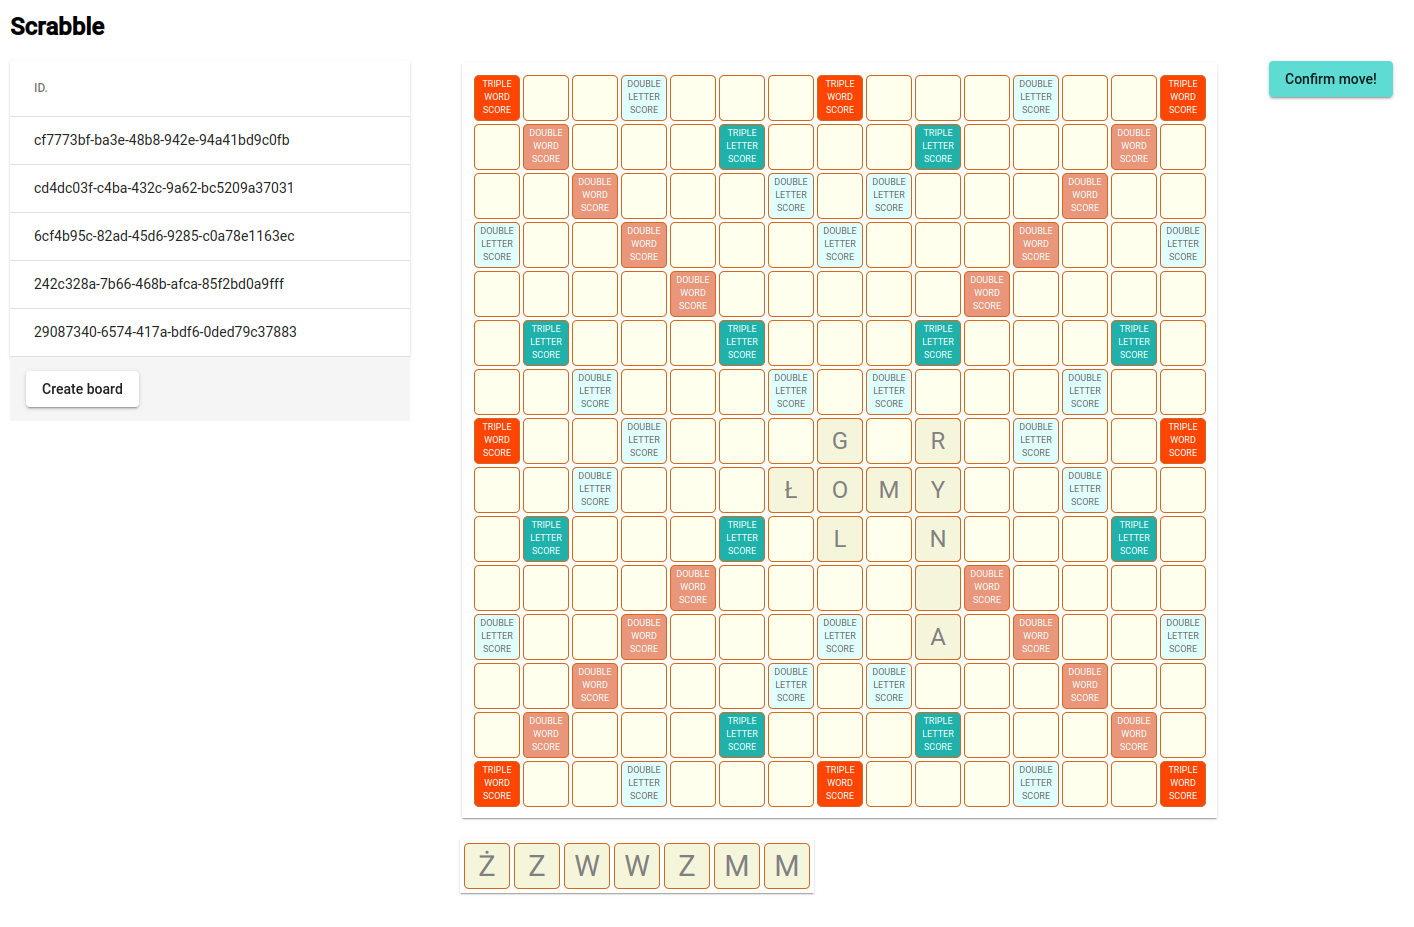 Scrabble
ID.
cf7773bf-ba3e-48b8-942e-94a41bd9c0fb
cd4dc03f-c4ba-432c-9a62-bc5209a37031
6cf4b95c-82ad-45d6-9285-c0a78e1163ec
242c328a-7b66-468b-afca-85f2bd0a9fff
29087340-6574-417a-bdf6-0ded79c37883
Create board
TRIPLE DOUBLE TRIPLE DOUBLE TRIPLE
WORD LETTER WORD LETTER WORD
SCORE SCORE SCORE SCORE SCORE
DOUBLE TRIPLE TRIPLE DOUBLE
WORD LETTER LETTER WORD
SCORE SCORE SCORE SCORE
DOUBLE DOUBLE DOUBLE DOUBLE
WORD LETTER LETTER WORD
SCORE SCORE SCORE SCORE
DOUBLE DOUBLE DOUBLE DOUBLE DOUBLE
LETTER WORD LETTER WORD LETTER
SCORE SCORE SCORE SCORE SCORE
DOUBLE DOUBLE
WORD WORD
SCORE SCORE
TRIPLE TRIPLE TRIPLE TRIPLE
LETTER LETTER LETTER LETTER
SCORE SCORE SCORE SCORE
DOUBLE DOUBLE DOUBLE DOUBLE
LETTER LETTER LETTER LETTER
SCORE SCORE SCORE SCORE
TRIPLE DOUBLE DOUBLE TRIPLE
WORD LETTER G R LETTER WORD
SCORE SCORE SCORE SCORE
DOUBLE DOUBLE
LETTER Ł O M Y LETTER
SCORE SCORE
TRIPLE TRIPLE TRIPLE
LETTER LETTER L N LETTER
SCORE SCORE SCORE
DOUBLE DOUBLE
WORD WORD
SCORE SCORE
DOUBLE DOUBLE DOUBLE DOUBLE DOUBLE
LETTER WORD LETTER A WORD LETTER
SCORE SCORE SCORE SCORE SCORE
DOUBLE DOUBLE DOUBLE DOUBLE
WORD LETTER LETTER WORD
SCORE SCORE SCORE SCORE
DOUBLE TRIPLE TRIPLE DOUBLE
WORD LETTER LETTER WORD
SCORE SCORE SCORE SCORE
TRIPLE DOUBLE TRIPLE DOUBLE TRIPLE
WORD LETTER WORD LETTER WORD
SCORE SCORE SCORE SCORE SCORE
Ż Z W W Z M M
Confirm move!